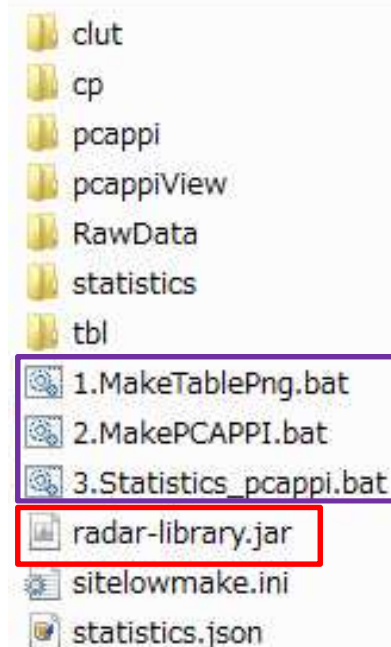 clut
cp
pcappi
pcappiView
RawData
statistics
tbl
1.MakeTablePng.bat
2.MakePCAPPI.bat
3.Statistics_pcappi.bat
radar-library.jar
sitelowmake.ini
statistics.json